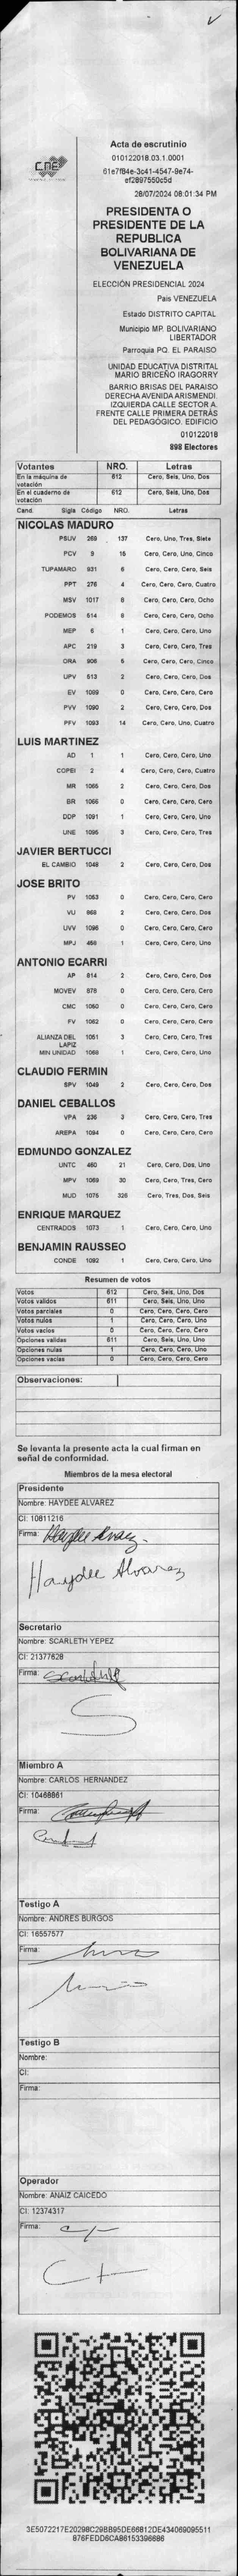 CNE
Acta de escrutinio
010122018.03.1.0001
61e7f84e-3c41-4547-9e74-
ef2897550c5d
28/07/2024 08:01:34 PM
PRESIDENTA O
PRESIDENTE DE LA
REPUBLICA
BOLIVARIANA DE
VENEZUELA
ELECCIÓN PRESIDENCIAL 2024
Pais VENEZUELA
Estado DISTRITO CAPITAL
Municipio MP. BOLIVARIANO
LIBERTADOR
Parroquia PQ. EL PARAISO
UNIDAD EDUCATIVA DISTRITAL
MARIO BRICEÑO IRAGORRY
BARRIO BRISAS DEL PARAISO
DERECHA AVENIDA ARISMENDI.
IZQUIERDA CALLE SECTOR A.
FRENTE CALLE PRIMERA DETRÁS
DEL PEDAGÓGICO. EDIFICIO
010122018
898 Electores
Votantes NRO. Letras
En la máquina de votación 612 Cero, Seis, Uno, Dos
En el cuaderno de votación 612 Cero, Seis, Uno, Dos
Cand. Sigla Código NRO. Letras
NICOLAS MADURO
PSUV 269 137 Cero, Uno, Tres, Siete
PCV 9 15 Cero, Cero, Uno, Cinco
TUPAMARO 931 6 Cero, Cero, Cero, Seis
PPT 276 4 Cero, Cero, Cero, Cuatro
MSV 1017 8 Cero, Cero, Cero, Ocho
PODEMOS 514 8 Cero, Cero, Cero, Ocho
MEP 6 1 Cero, Cero, Cero, Uno
APC 219 3 Cero, Cero, Cero, Tres
ORA 906 5 Cero, Cero, Cero, Cinco
UPV 513 2 Cero, Cero, Cero, Dos
EV 1089 0 Cero, Cero, Cero, Cero
PVV 1090 2 Cero, Cero, Cero, Dos
PFV 1093 14 Cero, Cero, Uno, Cuatro
LUIS MARTINEZ
AD 1 1 Cero, Cero, Cero, Uno
COPEI 2 4 Cero, Cero, Cero, Cuatro
MR 1065 2 Cero, Cero, Cero, Dos
BR 1066 0 Cero, Cero, Cero, Cero
DDP 1091 1 Cero, Cero, Cero, Uno
UNE 1095 3 Cero, Cero, Cero, Tres
JAVIER BERTUCCI
EL CAMBIO 1048 2 Cero, Cero, Cero, Dos
JOSE BRITO
PV 1053 0 Cero, Cero, Cero, Cero
VU 868 2 Cero, Cero, Cero, Dos
UVV 1096 0 Cero, Cero, Cero, Cero
MPJ 458 1 Cero, Cero, Cero, Uno
ANTONIO ECARRI
AP 814 2 Cero, Cero, Cero, Dos
MOVEV 578 0 Cero, Cero, Cero, Cero
CMC 1050 0 Cero, Cero, Cero, Cero
FV 1062 0 Cero, Cero, Cero, Cero
ALIANZA DEL LAPIZ 1051 3 Cero, Cero, Cero, Tres
MIN UNIDAD 1068 1 Cero, Cero, Cero, Uno
CLAUDIO FERMIN
SPV 1049 2 Cero, Cero, Cero, Dos
DANIEL CEBALLOS
VPA 236 3 Cero, Cero, Cero, Tres
AREPA 1094 0 Cero, Cero, Cero, Cero
EDMUNDO GONZALEZ
UNTC 460 21 Cero, Cero, Dos, Uno
MPV 1069 30 Cero, Cero, Tres, Cero
MUD 1075 326 Cero, Tres, Dos, Seis
ENRIQUE MARQUEZ
CENTRADOS 1073 1 Cero, Cero, Cero, Uno
BENJAMIN RAUSSEO
CONDE 1092 1 Cero, Cero, Cero, Uno
Resumen de votos
Votos 612 Cero, Seis, Uno, Dos
Votos validos 611 Cero, Seis, Uno, Uno
Votos parciales 0 Cero, Cero, Cero, Cero
Votos nulos 1 Cero, Cero, Cero, Uno
Votos vacios 0 Cero, Cero, Cero, Cero
Opciones validas 611 Cero, Seis, Uno, Uno
Opciones nulas 1 Cero, Cero, Cero, Uno
Opciones vacias 0 Cero, Cero, Cero, Cero
Observaciones:
Se levanta la presente acta la cual firman en
señal de conformidad.
Miembros de la mesa electoral
Presidente
Nombre: HAYDEE ALVAREZ
CI: 10811216
Firma:
Haydee Alvarez
Secretario
Nombre: SCARLETH YEPEZ
CI: 21377628
Firma:
Miembro A
Nombre: CARLOS HERNANDEZ
CI: 10468861
Firma:
Testigo A
Nombre: ANDRES BURGOS
CI: 16557577
Firma:
Testigo B
Nombre:
CI:
Firma:
Operador
Nombre: ANAIZ CAICEDO
CI: 12374317
Firma:
3E5072217E20298C29BB95DE66812DE434069095511
876FEDD6CA86153396686